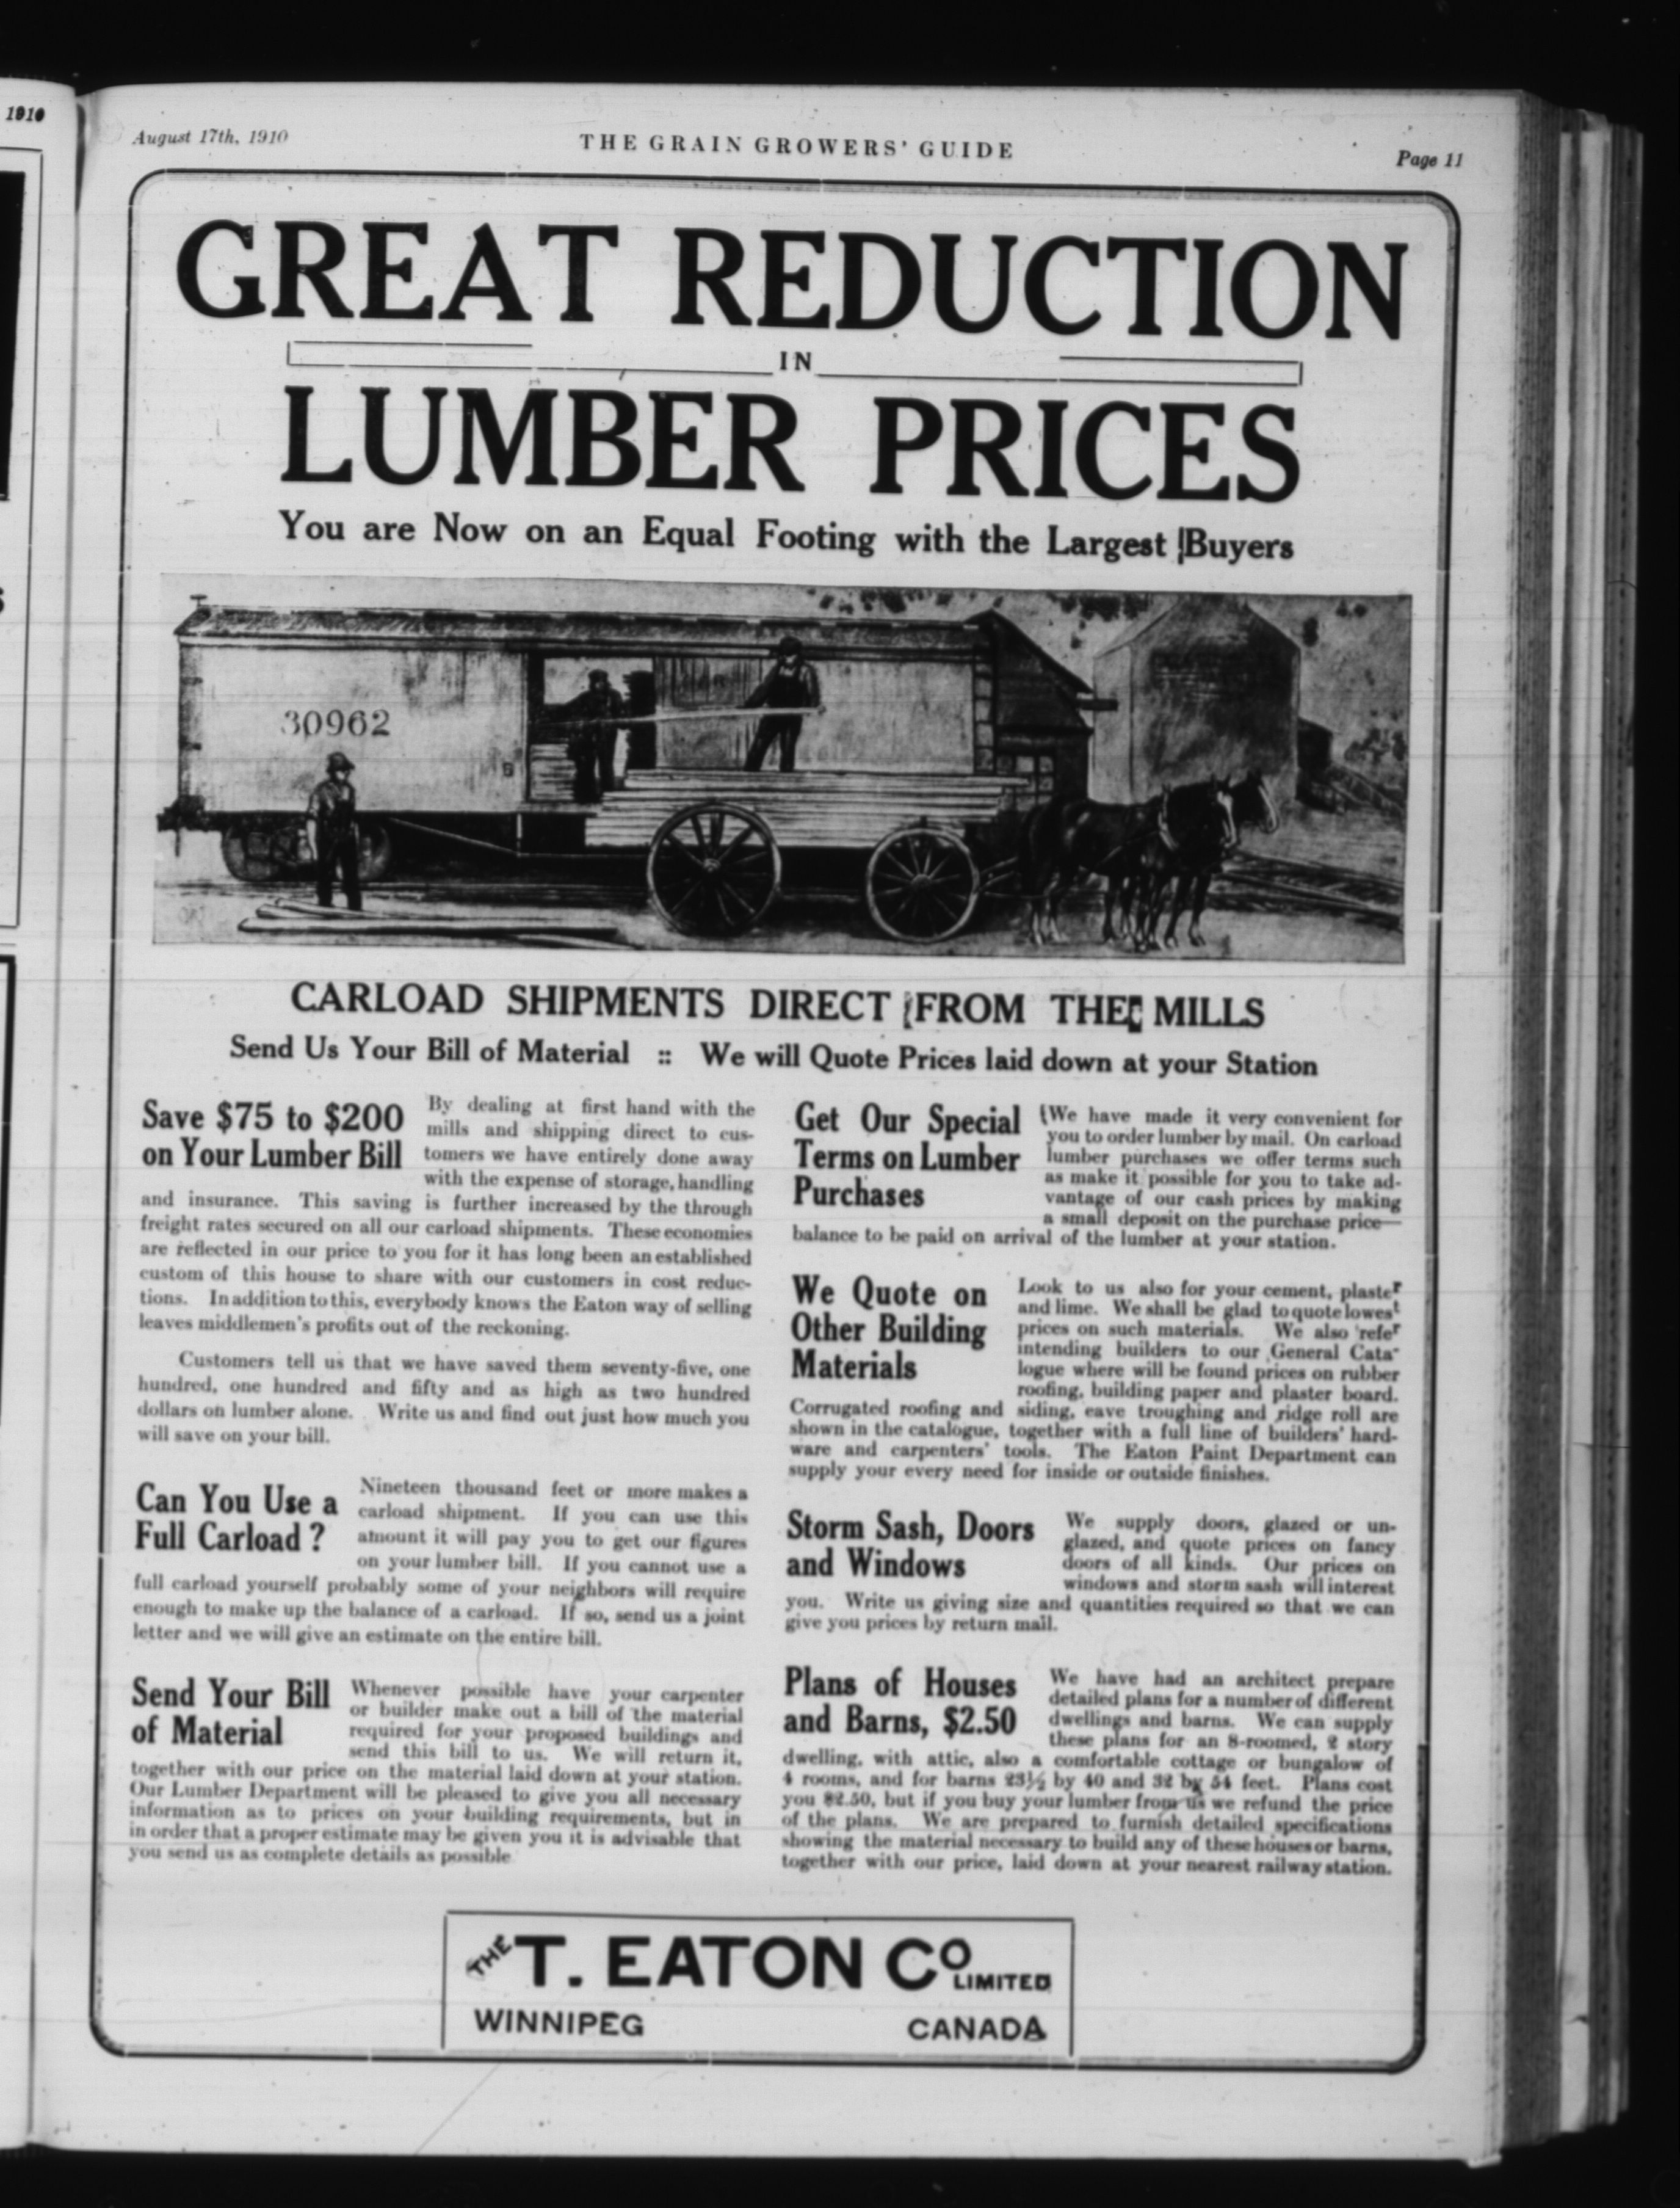 1910
August 17th, 1910
THE GRAIN GROWERS' GUIDE
Page 11
GREAT REDUCTION
IN
LUMBER PRICES
You are Now on an Equal Footing with the Largest Buyers
30962
CARLOAD SHIPMENTS DIRECT FROM THE MILLS
Send Us Your Bill of Material :: We will Quote Prices laid down at your Station
Save $75 to $200
on Your Lumber Bill
By dealing at first hand with the
mills and shipping direct to cus-
tomers we have entirely done away
with the expense of storage, handling
and insurance. This saving is further increased by the through
freight rates secured on all our carload shipments. These economies
are reflected in our price to you for it has long been an established
custom of this house to share with our customers in cost reduc-
tions. In addition to this, everybody knows the Eaton way of selling
leaves middlemen's profits out of the reckoning.
Customers tell us that we have saved them seventy-five, one
hundred, one hundred and fifty and as high as two hundred
dollars on lumber alone. Write us and find out just how much you
will save on your bill.
Can You Use a
Full Carload ?
Nineteen thousand feet or more makes a
carload shipment. If you can use this
amount it will pay you to get our figures
on your lumber bill. If you cannot use a
full carload yourself probably some of your neighbors will require
enough to make up the balance of a carload. If so, send us a joint
letter and we will give an estimate on the entire bill.
Send Your Bill
of Material
Whenever possible have your carpenter
or builder make out a bill of the material
required for your proposed buildings and
send this bill to us. We will return it,
together with our price on the material laid down at your station.
Our Lumber Department will be pleased to give you all necessary
information as to prices on your building requirements, but in
in order that a proper estimate may be given you it is advisable that
you send us as complete details as possible
Get Our Special
Terms on Lumber
Purchases
We have made it very convenient for
you to order lumber by mail. On carload
lumber purchases we offer terms such
as make it possible for you to take ad-
vantage of our cash prices by making
a small deposit on the purchase price—
balance to be paid on arrival of the lumber at your station.
We Quote on
Other Building
Materials
Look to us also for your cement, plaster
and lime. We shall be glad to quote lowest
prices on such materials. We also refer
intending builders to our General Cata-
logue where will be found prices on rubber
roofing, building paper and plaster board.
Corrugated roofing and siding, eave troughing and ridge roll are
shown in the catalogue, together with a full line of builders' hard-
ware and carpenters' tools. The Eaton Paint Department can
supply your every need for inside or outside finishes.
Storm Sash, Doors
and Windows
We supply doors, glazed or un-
glazed, and quote prices on fancy
doors of all kinds. Our prices on
windows and storm sash will interest
you. Write us giving size and quantities required so that we can
give you prices by return mail.
Plans of Houses
and Barns, $2.50
We have had an architect prepare
detailed plans for a number of different
dwellings and barns. We can supply
these plans for an 8-roomed, 2 story
dwelling, with attic, also a comfortable cottage or bungalow of
4 rooms, and for barns 23½ by 40 and 32 by 54 feet. Plans cost
you $2.50, but if you buy your lumber from us we refund the price
of the plans. We are prepared to furnish detailed specifications
showing the material necessary to build any of these houses or barns,
together with our price, laid down at your nearest railway station.
THE T. EATON CO LIMITED
WINNIPEG CANADA